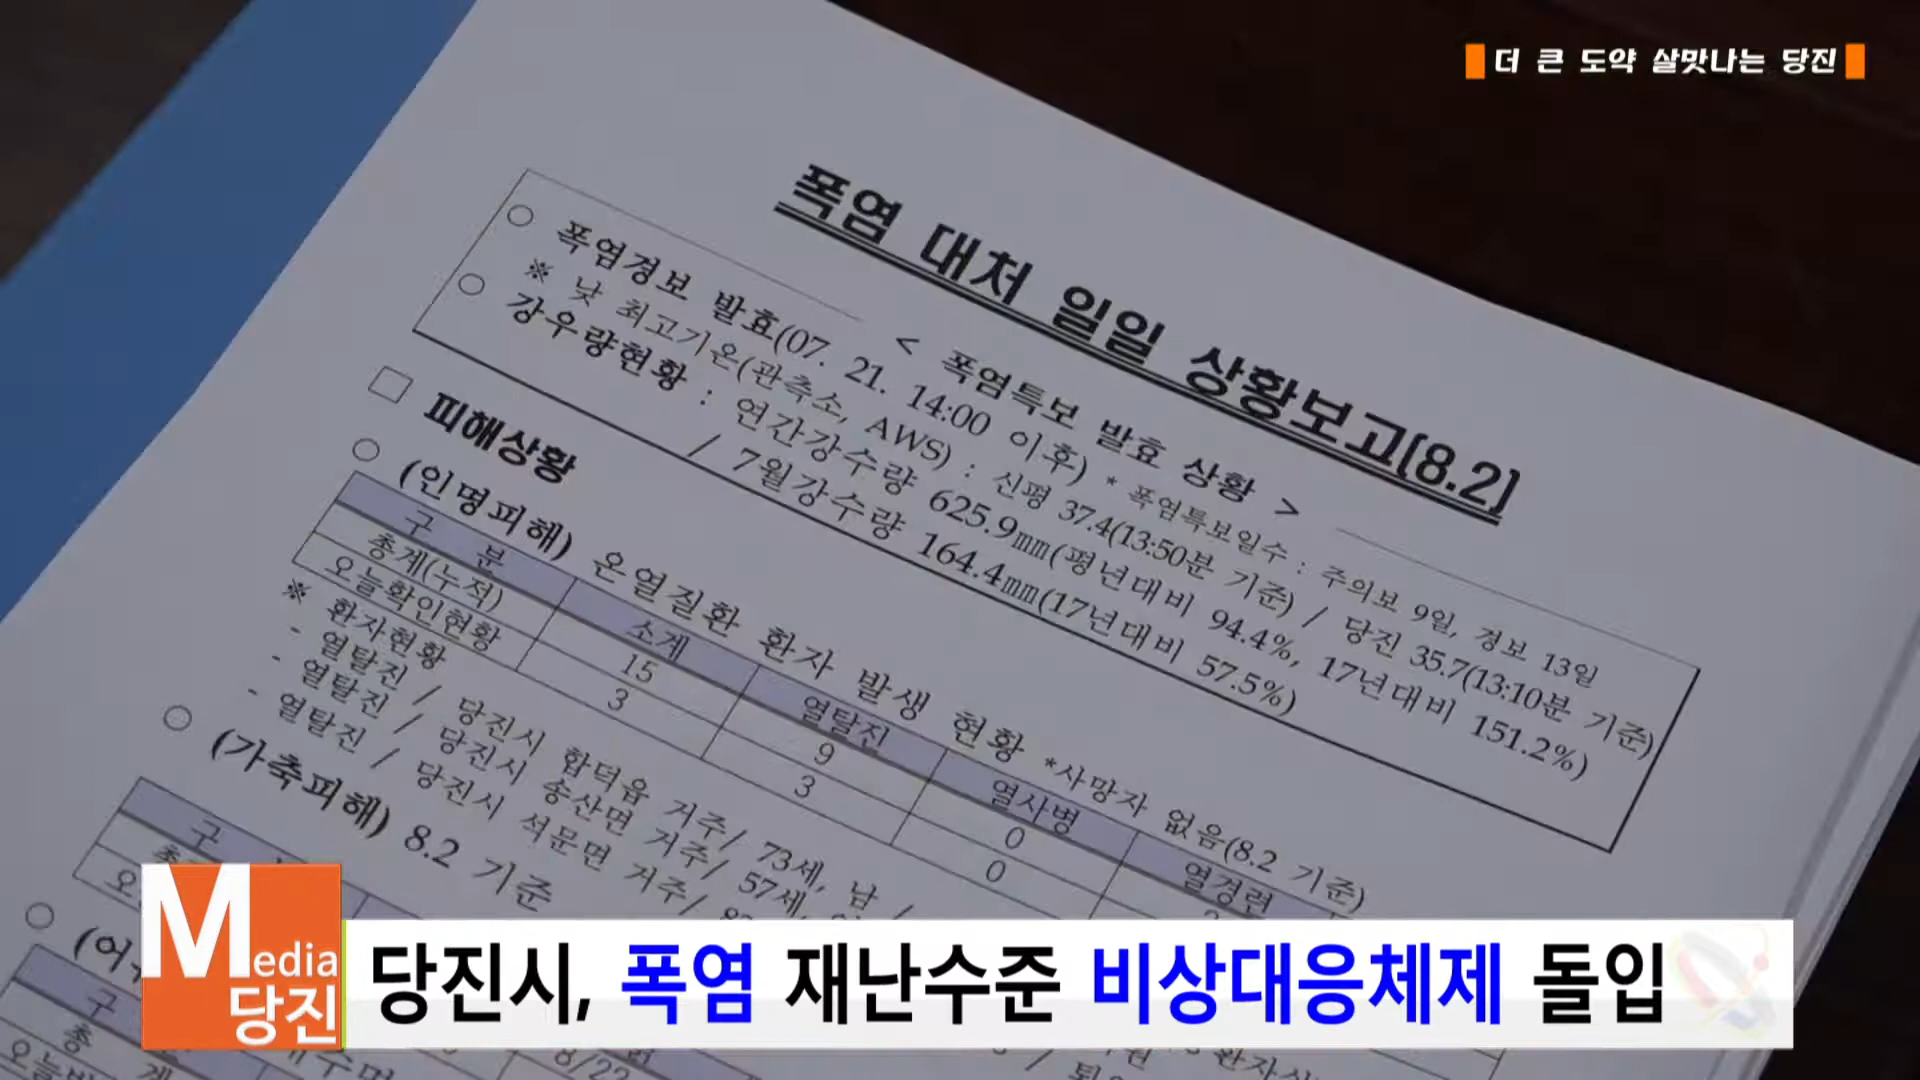 더 큰 도약 살맛나는 당진
폭염 대처 일일 상황보고[8.2]
< 폭염특보 발효 상황 >
○ 폭염경보 발효(07. 21. 14:00 이후) * 폭염특보일수 : 주의보 9일, 경보 13일
※ 낮 최고기온(관측소, AWS) : 신평 37.4(13:50분 기준) / 당진 35.7(13:10분 기준)
○ 강우량현황 : 연간강수량 625.9㎜(평년대비 94.4%, 17년대비 151.2%)
/ 7월강수량 164.4㎜(17년대비 57.5%)
□ 피해상황
○ (인명피해) 온열질환 환자 발생 현황 *사망자 없음(8.2 기준)
구 분 소계 열탈진 열사병 열경련
총계(누적) 15 9 0
오늘확인현황 3 3 0
※ 환자현황
- 열탈진 / 당진시 합덕읍 거주/ 73세, 남 /
- 열탈진 / 당진시 송산면 거주/ 57세,
- 열탈진 / 당진시 석문면 거주/
○ (가축피해) 8.2 기준
구
○ (어
구
총 계
8/22
Media
당진
당진시, 폭염 재난수준 비상대응체제 돌입